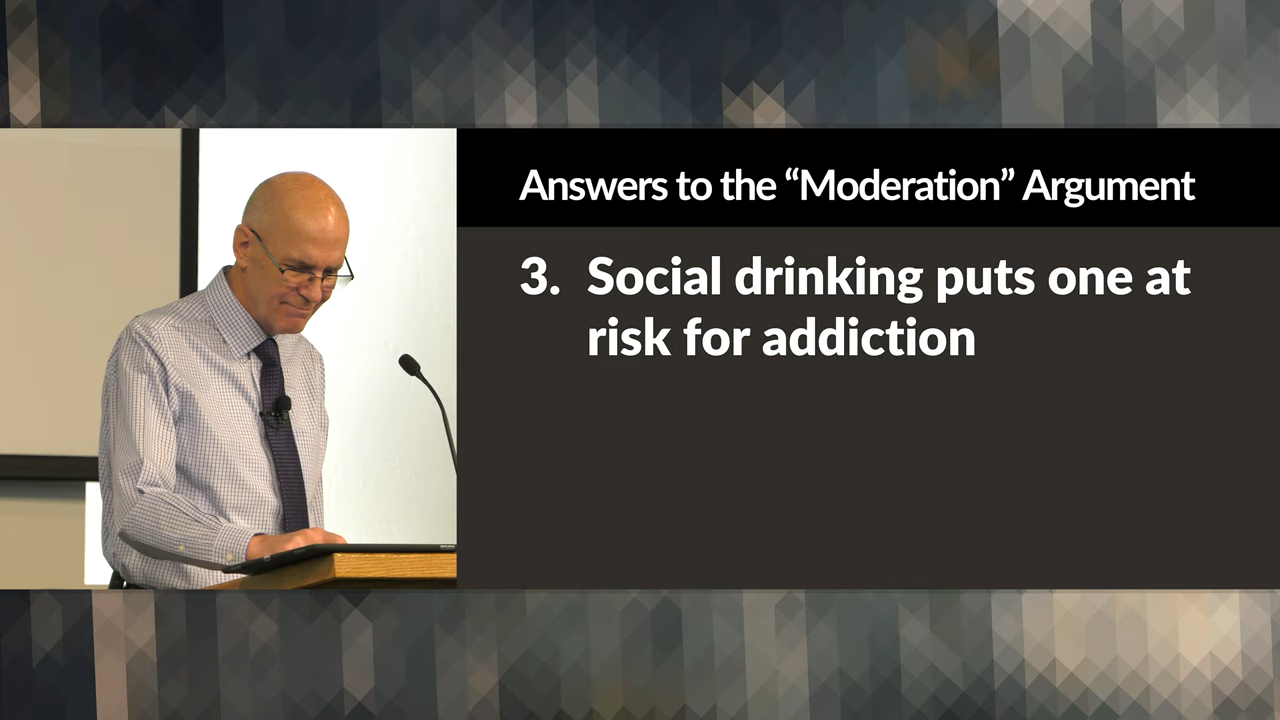 Answers to the “Moderation” Argument
3. Social drinking puts one at
risk for addiction